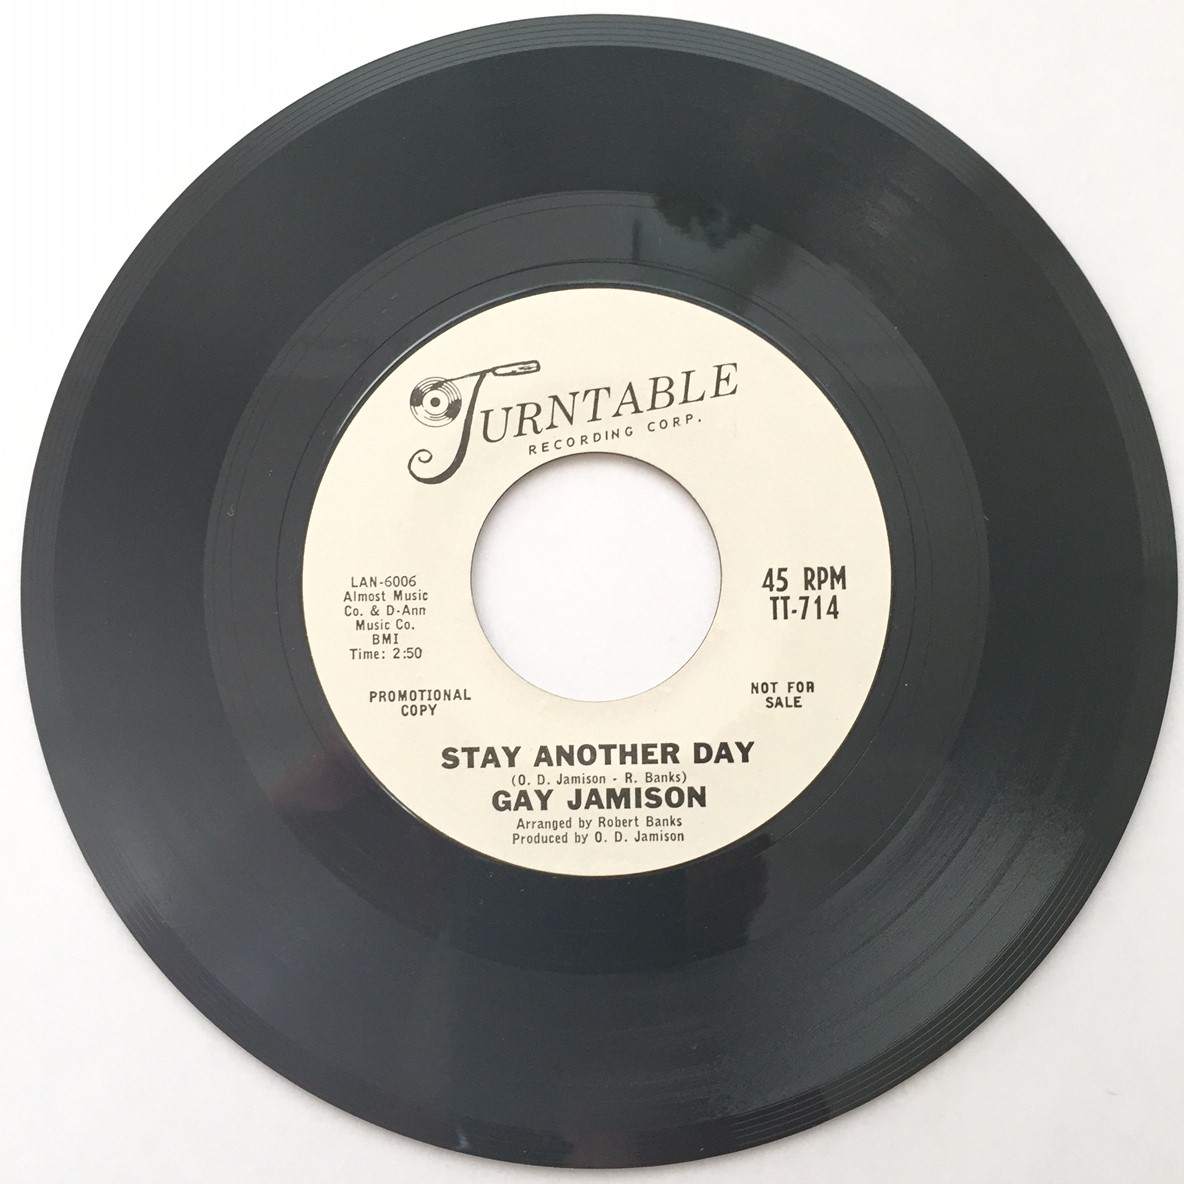 TURNTABLE
RECORDING CORP.
LAN-6006
Almost Music
Co. & D-Ann
Music Co.
BMI
Time: 2:50
45 RPM
TT-714
PROMOTIONAL
COPY
NOT FOR
SALE
STAY ANOTHER DAY
(O. D. Jamison - R. Banks)
GAY JAMISON
Arranged by Robert Banks
Produced by O. D. Jamison